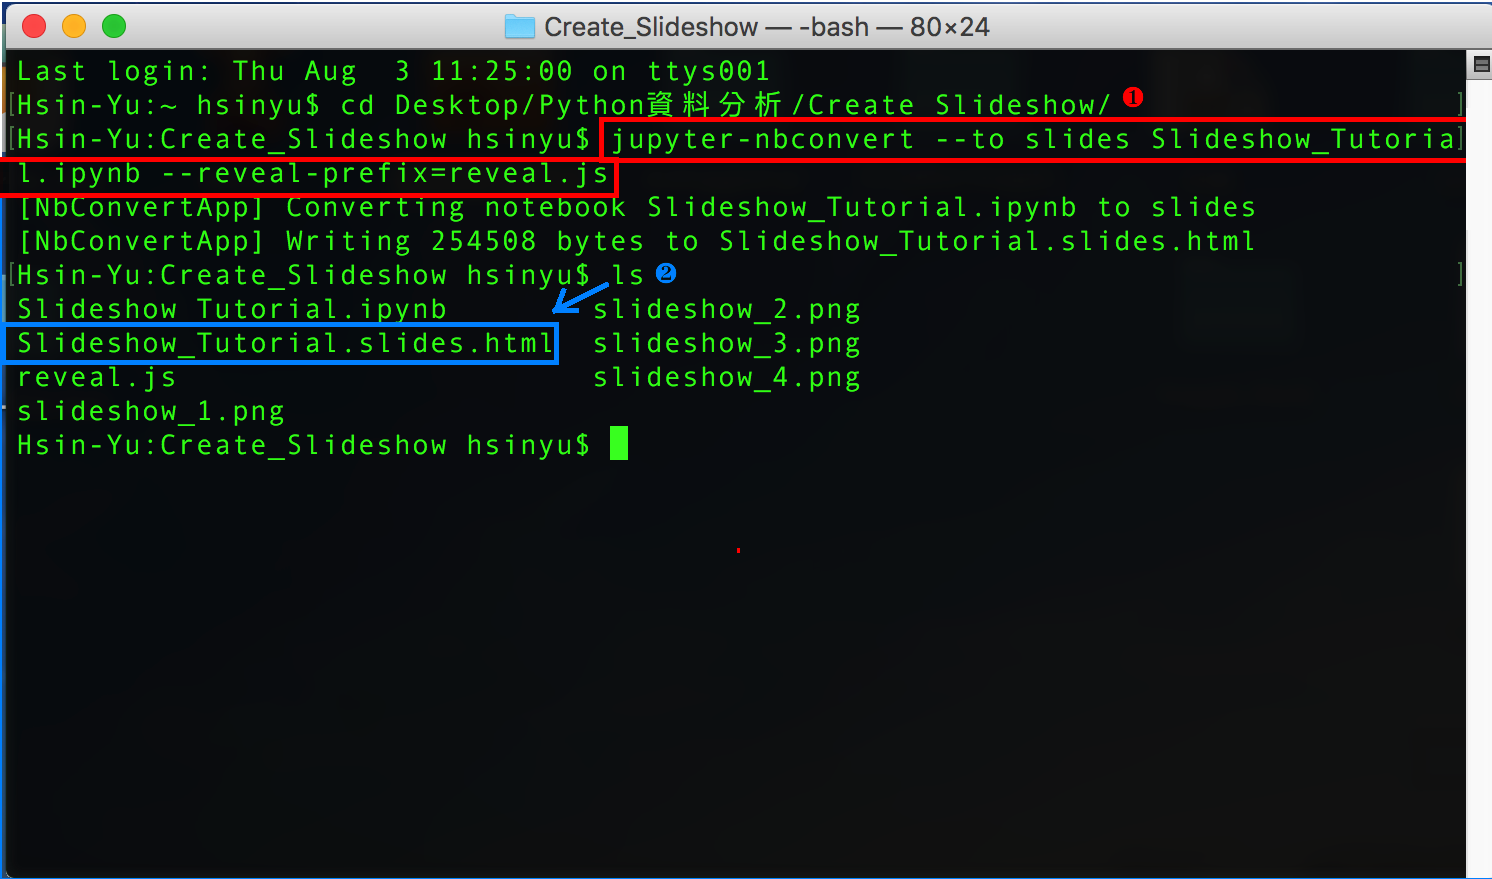 Create_Slideshow — -bash — 80×24
Last login: Thu Aug  3 11:25:00 on ttys001
[Hsin-Yu:~ hsinyu$ cd Desktop/Python資料分析/Create_Slideshow/ ❶ ]
[Hsin-Yu:Create_Slideshow hsinyu$ jupyter-nbconvert --to slides Slideshow_Tutoria]
l.ipynb --reveal-prefix=reveal.js
[NbConvertApp] Converting notebook Slideshow_Tutorial.ipynb to slides
[NbConvertApp] Writing 254508 bytes to Slideshow_Tutorial.slides.html
[Hsin-Yu:Create_Slideshow hsinyu$ ls ❷ ]
Slideshow_Tutorial.ipynb        slideshow_2.png
Slideshow_Tutorial.slides.html  slideshow_3.png
reveal.js                       slideshow_4.png
slideshow_1.png
Hsin-Yu:Create_Slideshow hsinyu$